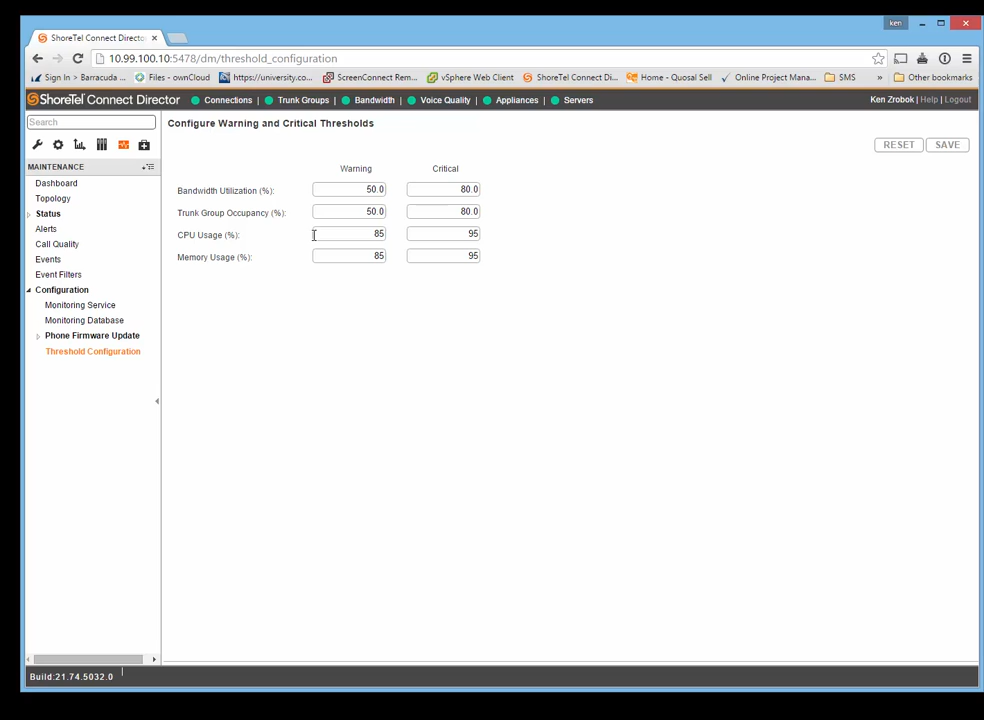 ken
ShoreTel Connect Directo
10.99.100.10:5478/dm/threshold_configuration
Sign In > Barracuda ... Files - ownCloud https://university.co... ScreenConnect Rem... vSphere Web Client ShoreTel Connect Di... Home - Quosal Sell Online Project Mana... SMS » Other bookmarks
ShoreTel Connect Director Connections | Trunk Groups | Bandwidth | Voice Quality | Appliances | Servers Ken Zrobok | Help | Logout
Search
Configure Warning and Critical Thresholds
RESET SAVE
MAINTENANCE
Warning Critical
Dashboard
Bandwidth Utilization (%): 50.0 80.0
Topology
Trunk Group Occupancy (%): 50.0 80.0
Status
Alerts
CPU Usage (%): 85 95
Call Quality
Memory Usage (%): 85 95
Events
Event Filters
Configuration
Monitoring Service
Monitoring Database
Phone Firmware Update
Threshold Configuration
Build:21.74.5032.0